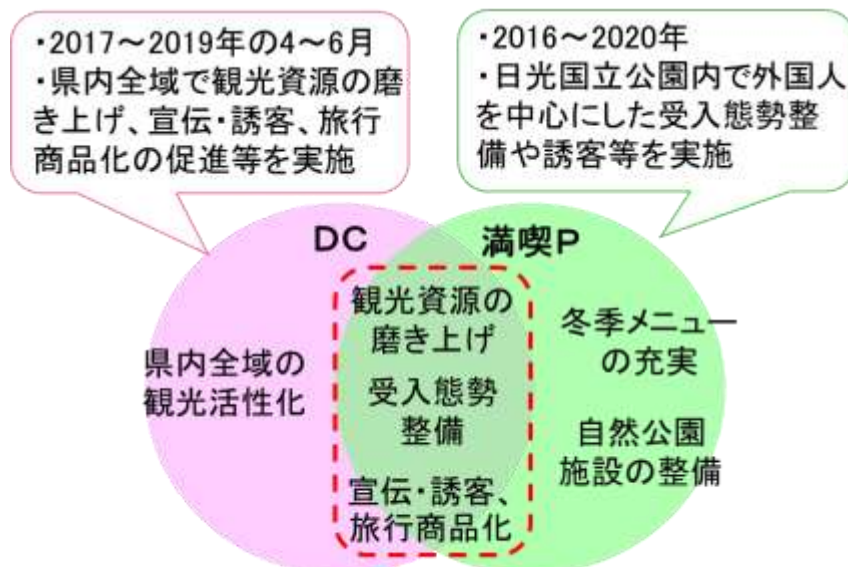 ・2017～2019年の4～6月
・県内全域で観光資源の磨
き上げ、宣伝・誘客、旅行
商品化の促進等を実施
・2016～2020年
・日光国立公園内で外国人
を中心にした受入態勢整
備や誘客等を実施
DC
満喫P
県内全域の
観光活性化
観光資源の
磨き上げ
受入態勢
整備
宣伝・誘客、
旅行商品化
冬季メニュー
の充実
自然公園
施設の整備